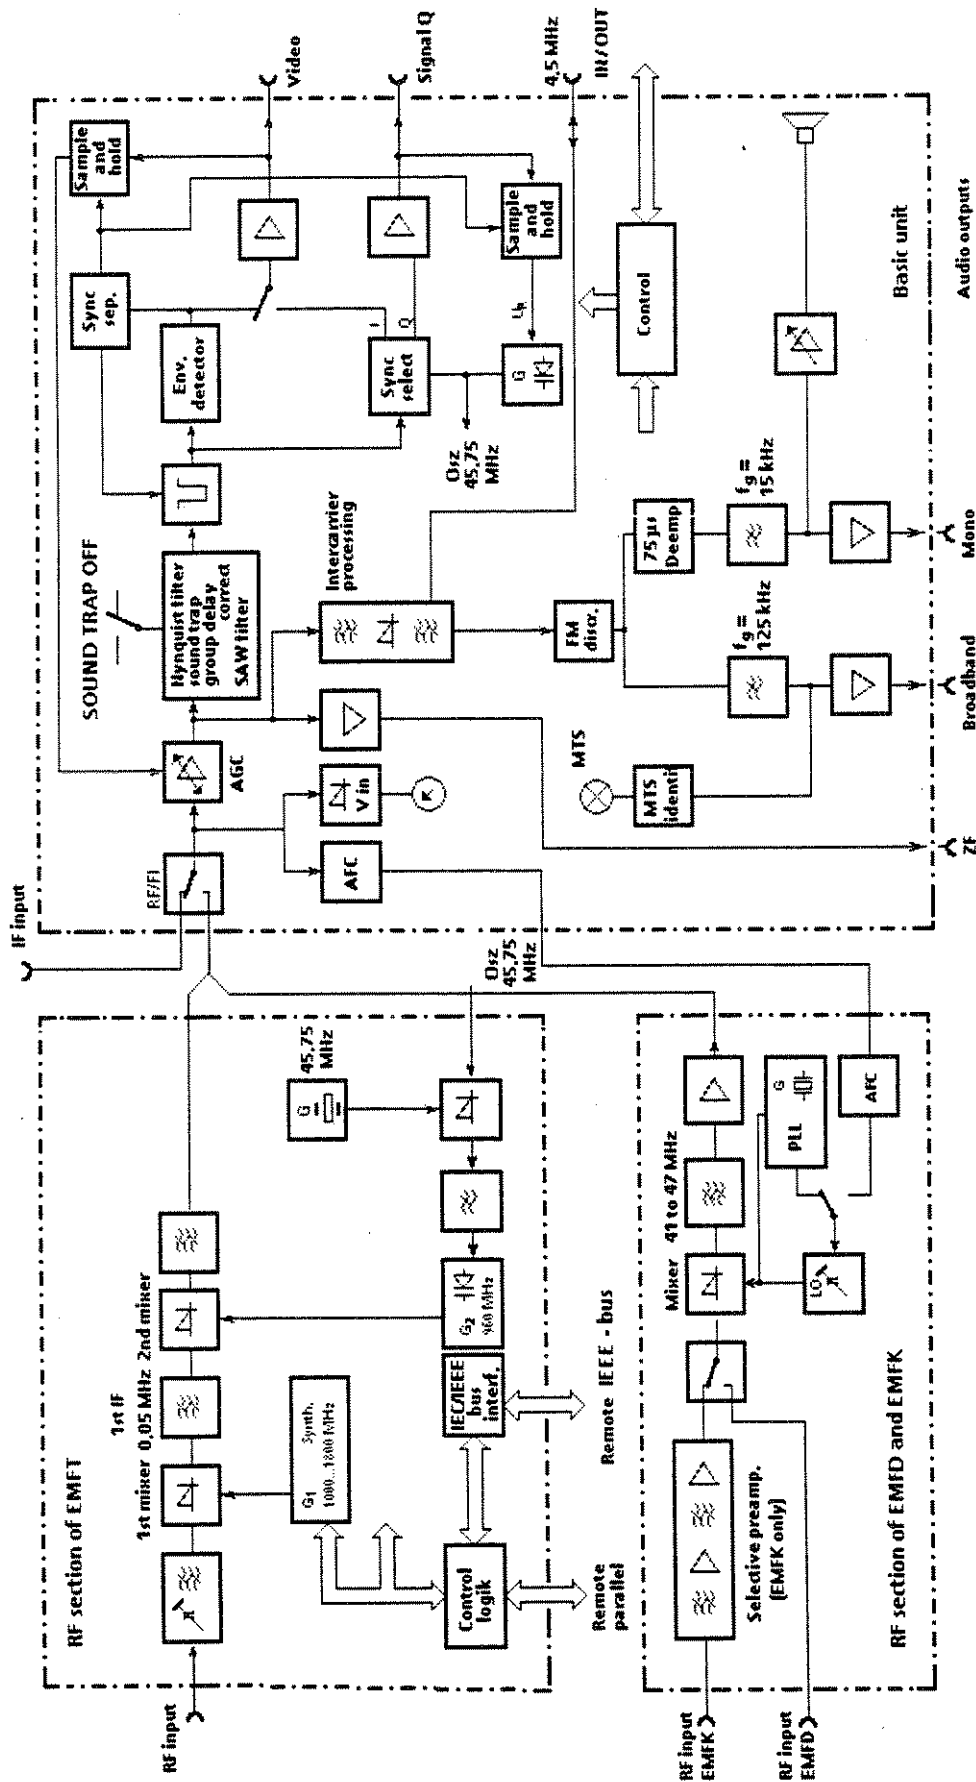 RF section of EMFT
RF input
1st IF
1st mixer 0,05 MHz 2nd mixer
G1 Synth.
1000...1800 MHz
G
45,75
MHz
G2
960 MHz
IEC/IEEE
bus
interf.
Control
logik
Remote
parallel
Remote IEEE - bus
Osz
45,75
MHz
IF input
RF/FI
AGC
SOUND TRAP OFF
Hynquist filter
sound trap
group delay
correct
SAW filter
Env.
detector
Sync
sep.
Sample
and
hold
Video
Signal Q
4,5 MHz
IN/OUT
I
Q
Sync
select
Sample
and
hold
UR
G
Osz
45,75
MHz
AFC
V in
Intercarrier
processing
Control
FM
discr.
75 µs
Deemp
fg =
15 kHz
fg =
125 kHz
MTS
MTS
identif
Basic unit
Audio outputs
ZF
Broadband
Mono
RF section of EMFD and EMFK
RF input
EMFK
RF input
EMFD
Selective preamp.
(EMFK only)
Mixer
41 to 47 MHz
LO
PLL
G
AFC